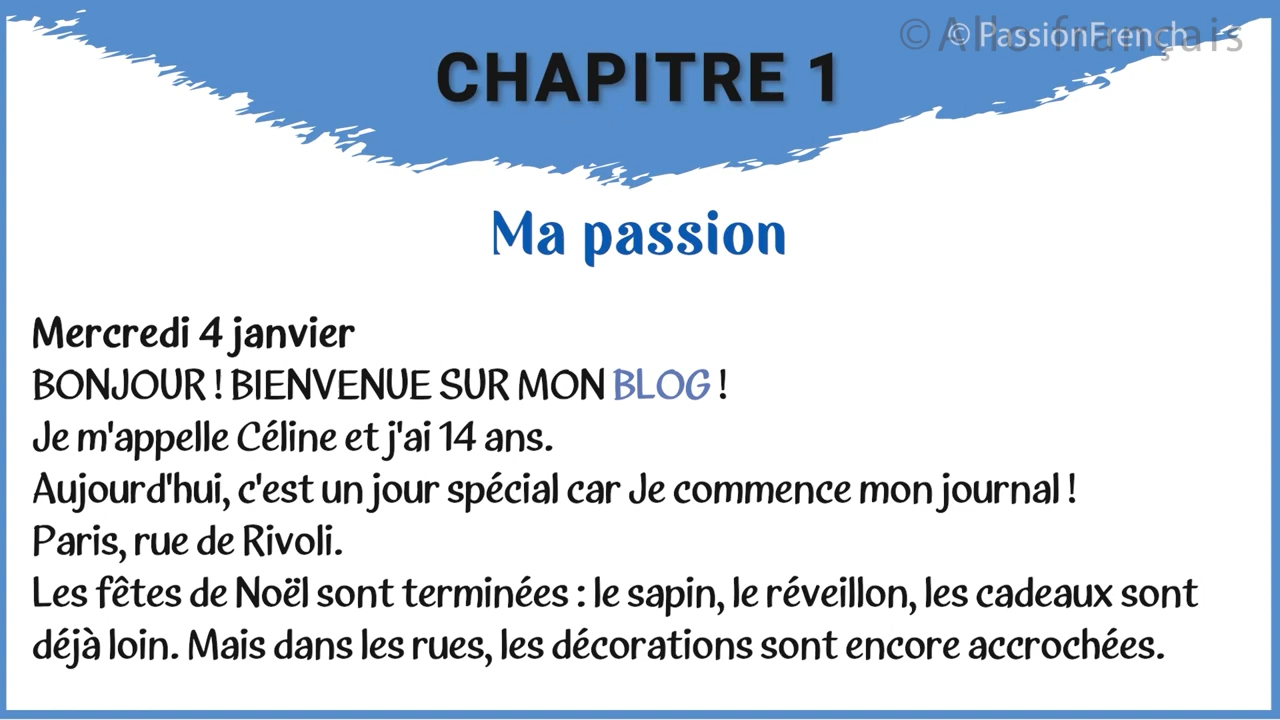 © Allo français
© PassionFrench
CHAPITRE 1
Ma passion
Mercredi 4 janvier
BONJOUR ! BIENVENUE SUR MON BLOG !
Je m'appelle Céline et j'ai 14 ans.
Aujourd'hui, c'est un jour spécial car Je commence mon journal !
Paris, rue de Rivoli.
Les fêtes de Noël sont terminées : le sapin, le réveillon, les cadeaux sont
déjà loin. Mais dans les rues, les décorations sont encore accrochées.